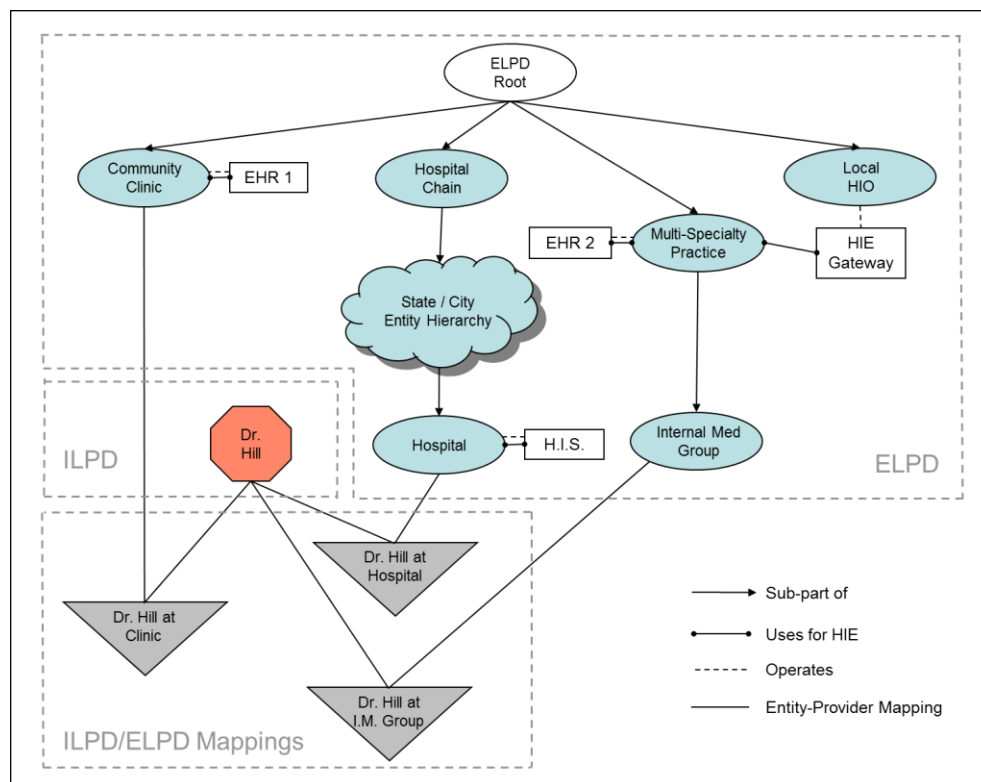 ELPD
Root
Community
Clinic
EHR 1
Hospital
Chain
Local
HIO
EHR 2
Multi-Specialty
Practice
HIE
Gateway
State / City
Entity Hierarchy
Dr.
Hill
ILPD
Hospital
H.I.S.
Internal Med
Group
ELPD
Dr. Hill at
Hospital
Dr. Hill at
Clinic
Dr. Hill at
I.M. Group
ILPD/ELPD Mappings
Sub-part of
Uses for HIE
Operates
Entity-Provider Mapping